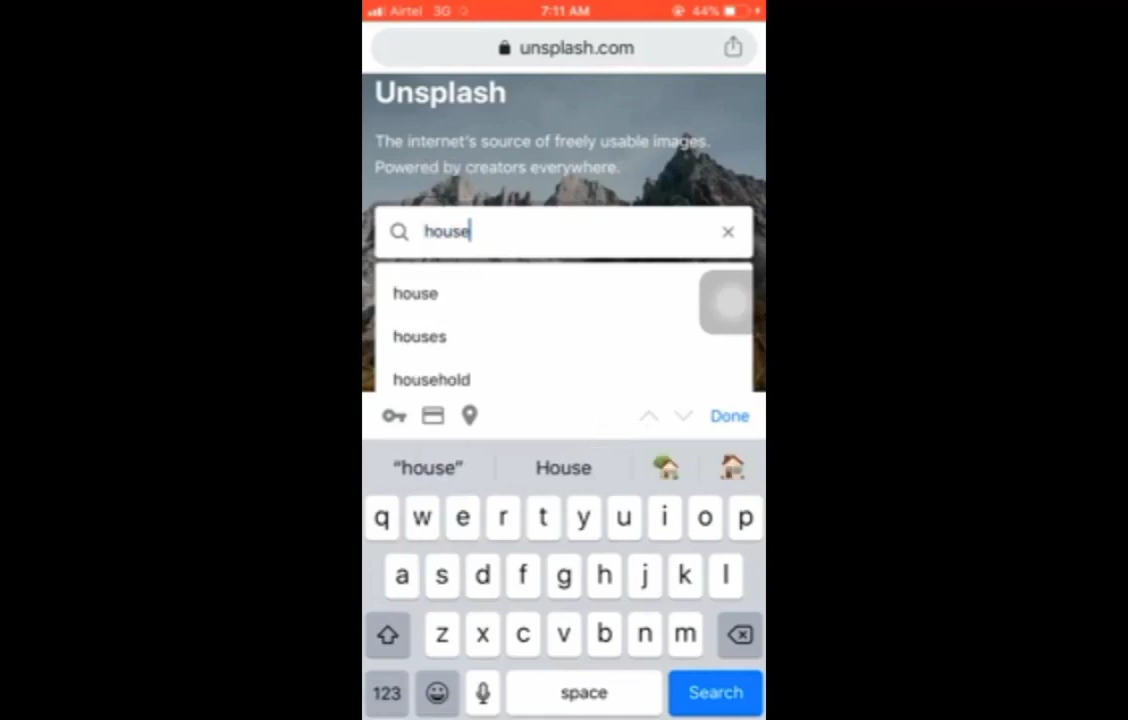 Airtel 3G 7:11 AM 44%
unsplash.com
Unsplash
The internet's source of freely usable images.
Powered by creators everywhere.
house
house
houses
household
Done
"house" House
q w e r t y u i o p
a s d f g h j k l
z x c v b n m
123 space Search